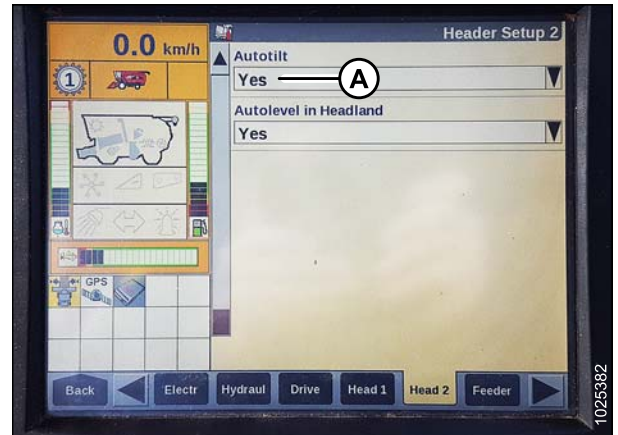 Header Setup 2
0.0 km/h
1
Autotilt
Yes
A
Autolevel in Headland
Yes
GPS
Back
Electr
Hydraul
Drive
Head 1
Head 2
Feeder
1025382